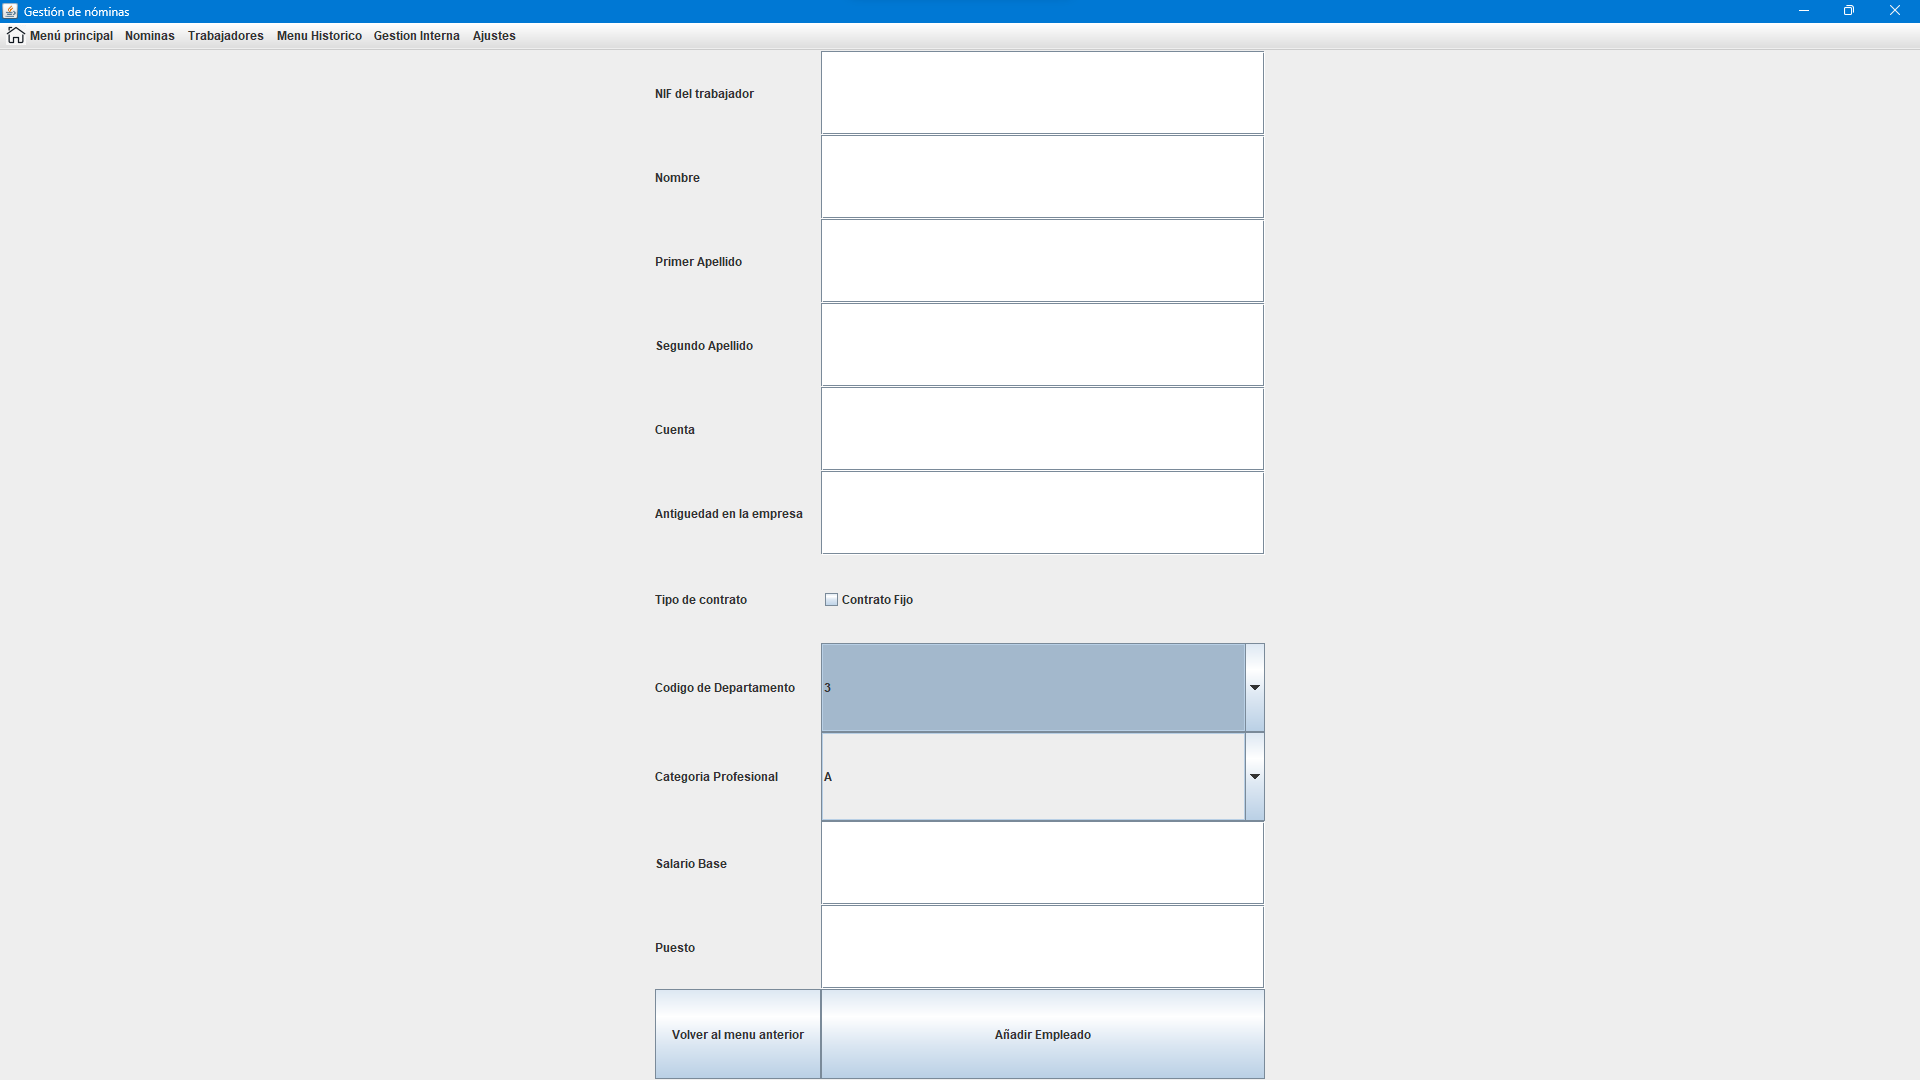 Gestión de nóminas
Menú principal Nominas Trabajadores Menu Historico Gestion Interna Ajustes
NIF del trabajador
Nombre
Primer Apellido
Segundo Apellido
Cuenta
Antiguedad en la empresa
Tipo de contrato Contrato Fijo
Codigo de Departamento 3
Categoria Profesional A
Salario Base
Puesto
Volver al menu anterior Añadir Empleado